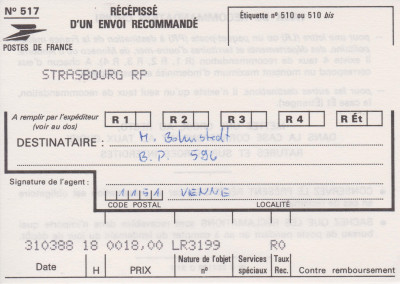 N° 517
RÉCÉPISSÉ
D'UN ENVOI RECOMMANDÉ
Étiquette n° 510 ou 510 bis
POSTES DE FRANCE
STRASBOURG RP
A remplir par l'expéditeur
(voir au dos)
R 1
R 2
R 3
R 4
R Ét
DESTINATAIRE :
M. Bohnstedt
B.P. 596
Signature de l'agent :
1151 VENNE
CODE POSTAL
LOCALITÉ
310388 18 0018,00 LR3199 RO
Date
H
PRIX
Nature de l'objet
n°
Services
spéciaux
Taux
Rec.
Contre remboursement